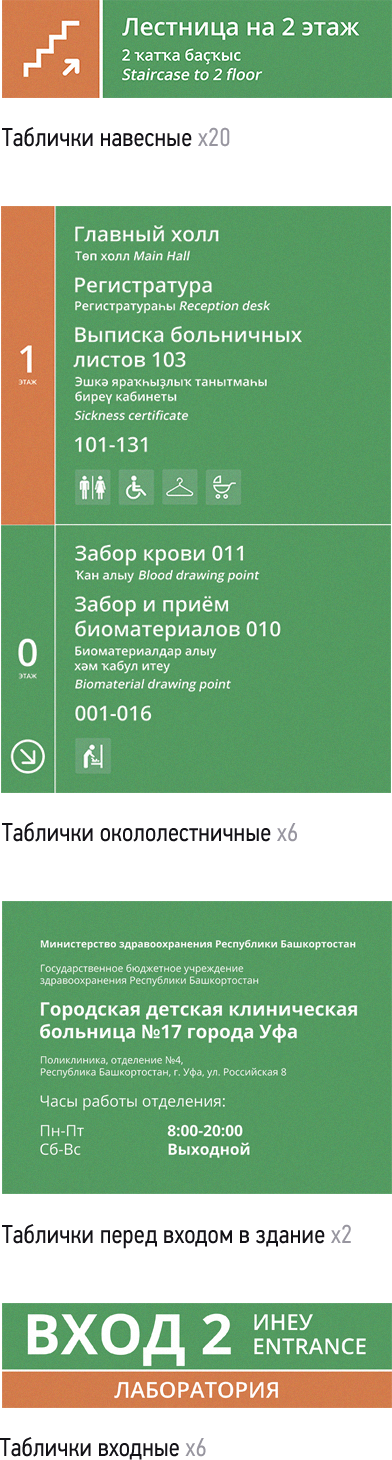 Лестница на 2 этаж
2 ҡатҡа баҫҡыс
Staircase to 2 floor
Таблички навесные x20
Главный холл
Төп холл Main Hall
Регистратура
Регистратураһы Reception desk
Выписка больничных
листов 103
Эшкә яраҡһыҙлыҡ танытмаһы
биреү кабинеты
Sickness certificate
101-131
1
ЭТАЖ
Забор крови 011
Ҡан алыу Blood drawing point
Забор и приём
биоматериалов 010
Биоматериалдар алыу
хәм ҡабул итеу
Biomaterial drawing point
001-016
0
ЭТАЖ
Таблички окололестничные x6
Министерство здравоохранения Республики Башкортостан
Государственное бюджетное учреждение
здравоохранения Республики Башкортостан
Городская детская клиническая
больница №17 города Уфа
Поликлиника, отделение №4,
Республика Башкортостан, г. Уфа, ул. Российская 8
Часы работы отделения:
Пн-Пт 8:00-20:00
Сб-Вс Выходной
Таблички перед входом в здание x2
ВХОД 2
ИНЕУ
ENTRANCE
ЛАБОРАТОРИЯ
Таблички входные x6